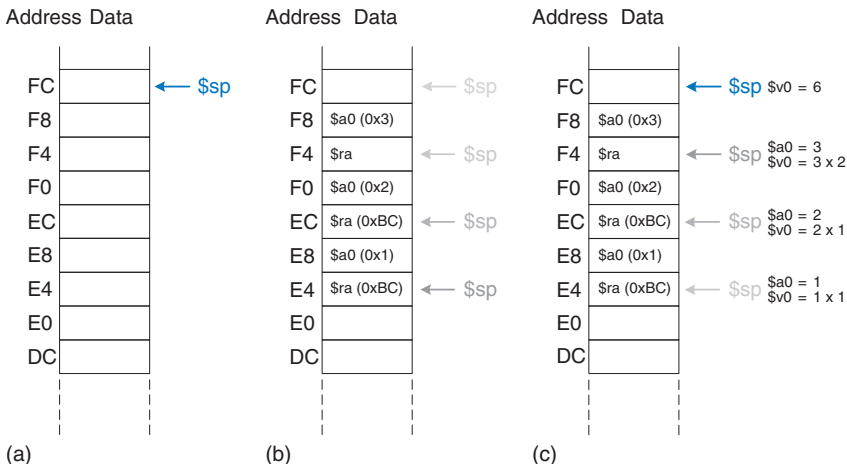 Address Data
Address Data
Address Data
FC
$sp
FC
$sp
FC
$sp $v0 = 6
F8
F8
$a0 (0x3)
F8
$a0 (0x3)
F4
F4
$ra
$sp
F4
$ra
$sp
$a0 = 3
$v0 = 3 x 2
F0
F0
$a0 (0x2)
F0
$a0 (0x2)
EC
EC
$ra (0xBC)
$sp
EC
$ra (0xBC)
$sp
$a0 = 2
$v0 = 2 x 1
E8
E8
$a0 (0x1)
E8
$a0 (0x1)
E4
E4
$ra (0xBC)
$sp
E4
$ra (0xBC)
$sp
$a0 = 1
$v0 = 1 x 1
E0
E0
E0
DC
DC
DC
(a)
(b)
(c)